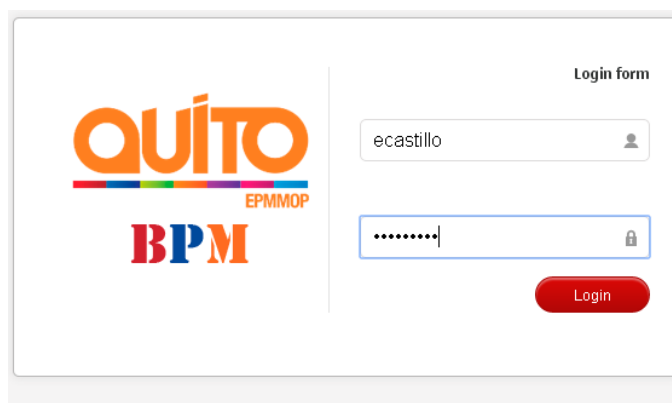 Login form
QUITO
EPMMOP
BPM
ecastillo
•••••••••
Login